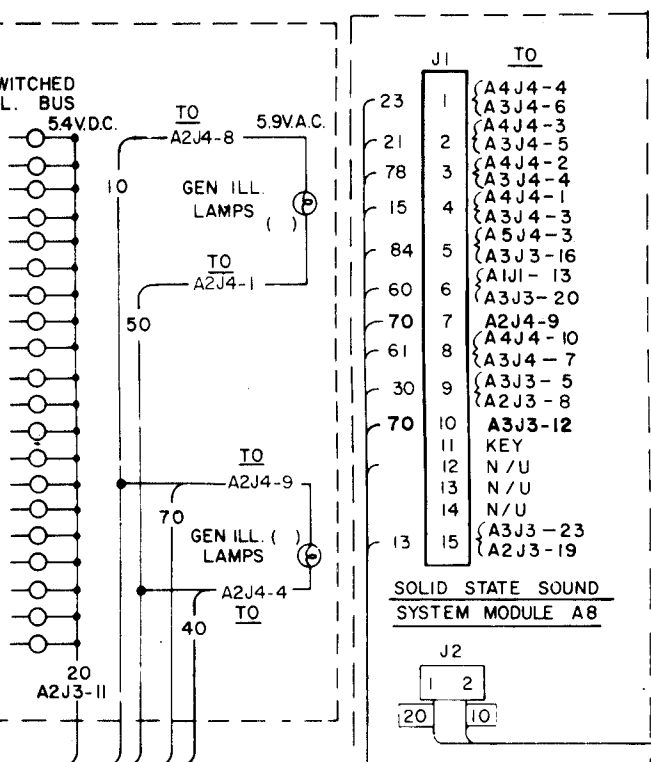 WITCHED
L. BUS
5.4V.D.C.
TO
A2J4-8
5.9V.A.C.
10
GEN ILL.
LAMPS
( )
TO
A2J4-1
50
TO
A2J4-9
70
GEN ILL. ( )
LAMPS
A2J4-4
TO
40
20
A2J3-11
J1 TO
23 1 A4J4-4
A3J4-6
21 2 A4J4-3
A3J4-5
78 3 A4J4-2
A3J4-4
15 4 A4J4-1
A3J4-3
84 5 A5J4-3
A3J3-16
60 6 A1J1-13
A3J3-20
70 7 A2J4-9
61 8 A4J4-10
A3J4-7
30 9 A3J3-5
A2J3-8
70 10 A3J3-12
11 KEY
12 N/U
13 N/U
14 N/U
13 15 A3J3-23
A2J3-19
SOLID STATE SOUND
SYSTEM MODULE A8
J2
1 2
20 10